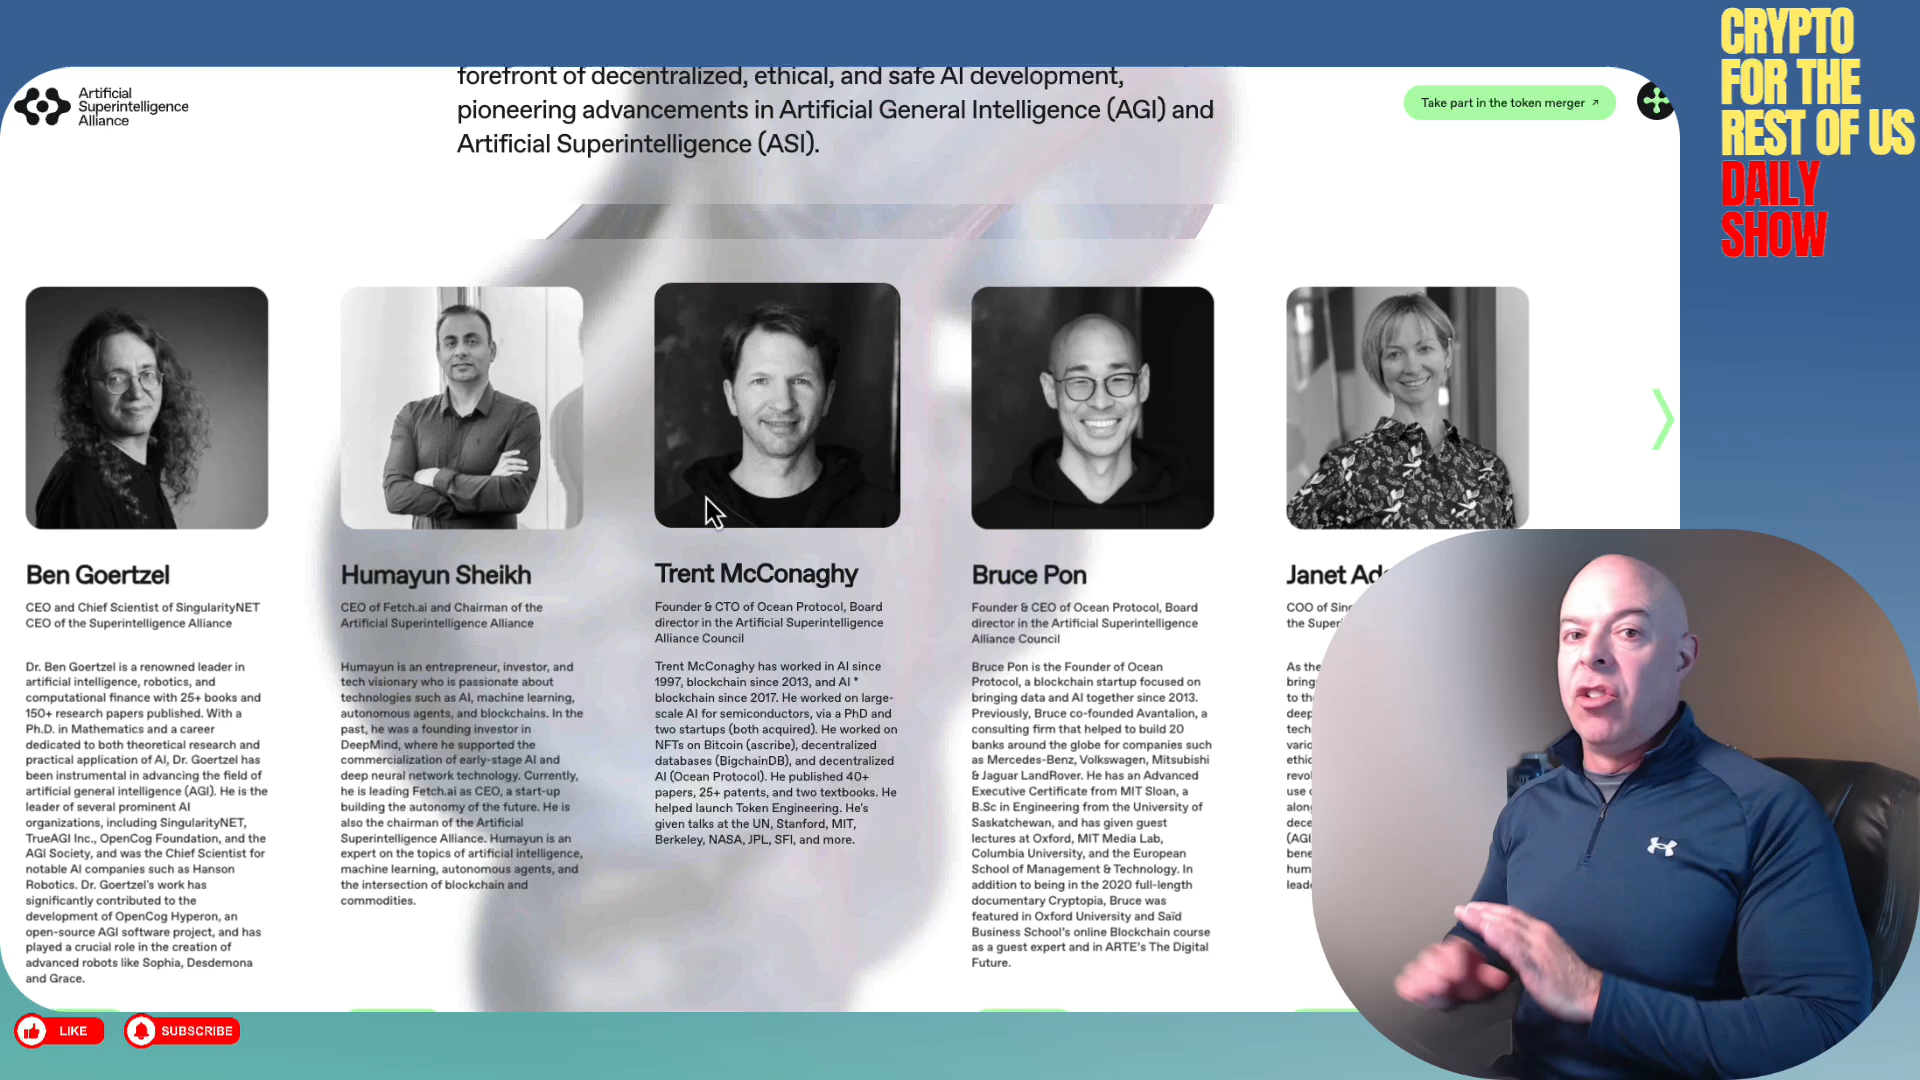 CRYPTO
FOR THE
REST OF US
DAILY
SHOW
Artificial
Superintelligence
Alliance
forefront of decentralized, ethical, and safe AI development,
pioneering advancements in Artificial General Intelligence (AGI) and
Artificial Superintelligence (ASI).
Take part in the token merger
Ben Goertzel
CEO and Chief Scientist of SingularityNET
CEO of the Superintelligence Alliance
Dr. Ben Goertzel is a renowned leader in
artificial intelligence, robotics, and
computational finance with 25+ books and
150+ research papers published. With a
Ph.D. in Mathematics and a career
dedicated to both theoretical research and
practical application of AI, Dr. Goertzel has
been instrumental in advancing the field of
artificial general intelligence (AGI). He is the
leader of several prominent AI
organizations, including SingularityNET,
TrueAGI Inc., OpenCog Foundation, and the
AGI Society, and was the Chief Scientist for
notable AI companies such as Hanson
Robotics. Dr. Goertzel's work has
significantly contributed to the
development of OpenCog Hyperon, an
open-source AGI software project, and has
played a crucial role in the creation of
advanced robots like Sophia, Desdemona
and Grace.
Humayun Sheikh
CEO of Fetch.ai and Chairman of the
Artificial Superintelligence Alliance
Humayun is an entrepreneur, investor, and
tech visionary who is passionate about
technologies such as AI, machine learning,
autonomous agents, and blockchains. In the
past, he was a founding investor in
DeepMind, where he supported the
commercialization of early-stage AI and
deep neural network technology. Currently,
he is leading Fetch.ai as CEO, a start-up
building the autonomy of the future. He is
also the chairman of the Artificial
Superintelligence Alliance. Humayun is an
expert on the topics of artificial intelligence,
machine learning, autonomous agents, and
the intersection of blockchain and
commodities.
Trent McConaghy
Founder & CTO of Ocean Protocol, Board
director in the Artificial Superintelligence
Alliance Council
Trent McConaghy has worked in AI since
1997, blockchain since 2013, and AI *
blockchain since 2017. He worked on large-
scale AI for semiconductors, via a PhD and
two startups (both acquired). He worked on
NFTs on Bitcoin (ascribe), decentralized
databases (BigchainDB), and decentralized
AI (Ocean Protocol). He published 40+
papers, 25+ patents, and two textbooks. He
helped launch Token Engineering. He's
given talks at the UN, Stanford, MIT,
Berkeley, NASA, JPL, SFI, and more.
Bruce Pon
Founder & CEO of Ocean Protocol, Board
director in the Artificial Superintelligence
Alliance Council
Bruce Pon is the Founder of Ocean
Protocol, a blockchain startup focused on
bringing data and AI together since 2013.
Previously, Bruce co-founded Avantalion, a
consulting firm that helped to build 20
banks around the globe for companies such
as Mercedes-Benz, Volkswagen, Mitsubishi
& Jaguar LandRover. He has an Advanced
Executive Certificate from MIT Sloan, a
B.Sc in Engineering from the University of
Saskatchewan, and has given guest
lectures at Oxford, MIT Media Lab,
Columbia University, and the European
School of Management & Technology. In
addition to being in the 2020 full-length
documentary Cryptopia, Bruce was
featured in Oxford University and Saïd
Business School's online Blockchain course
as a guest expert and in ARTE's The Digital
Future.
Janet
COO of
the
As the
to
LIKE
SUBSCRIBE